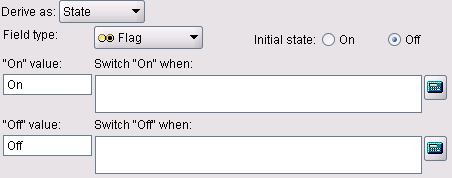 Derive as: State
Field type: Flag Initial state: On Off
"On" value: Switch "On" when:
On
"Off" value: Switch "Off" when:
Off